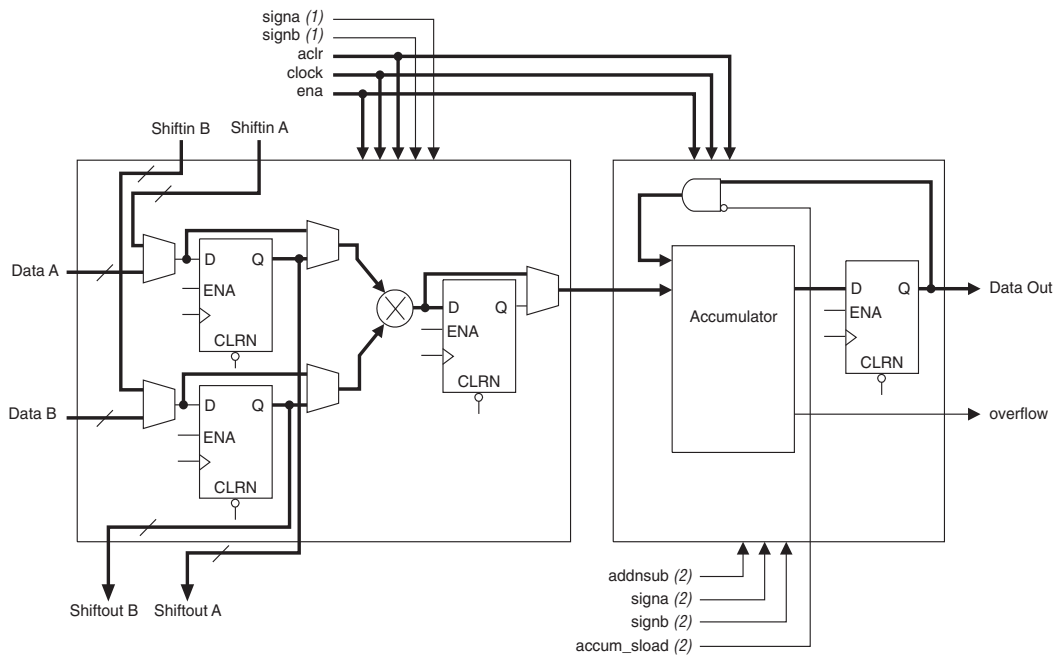 signa (1)
signb (1)
aclr
clock
ena
Shiftin B
Shiftin A
Data A
D
Q
ENA
CLRN
Data B
D
Q
ENA
CLRN
D
Q
ENA
CLRN
Shiftout B
Shiftout A
Accumulator
D
Q
ENA
CLRN
Data Out
overflow
addnsub (2)
signa (2)
signb (2)
accum_sload (2)